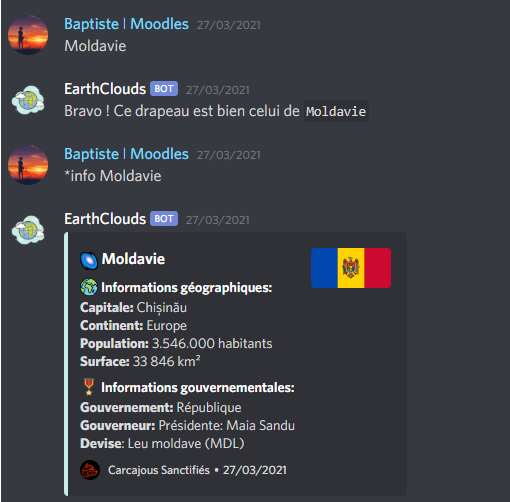 Baptiste | Moodles 27/03/2021
Moldavie
EarthClouds BOT 27/03/2021
Bravo ! Ce drapeau est bien celui de Moldavie
Baptiste | Moodles 27/03/2021
*info Moldavie
EarthClouds BOT 27/03/2021
Moldavie
Informations géographiques:
Capitale: Chișinău
Continent: Europe
Population: 3.546.000 habitants
Surface: 33 846 km²
Informations gouvernementales:
Gouvernement: République
Gouverneur: Présidente: Maia Sandu
Devise: Leu moldave (MDL)
Carcajous Sanctifiés • 27/03/2021